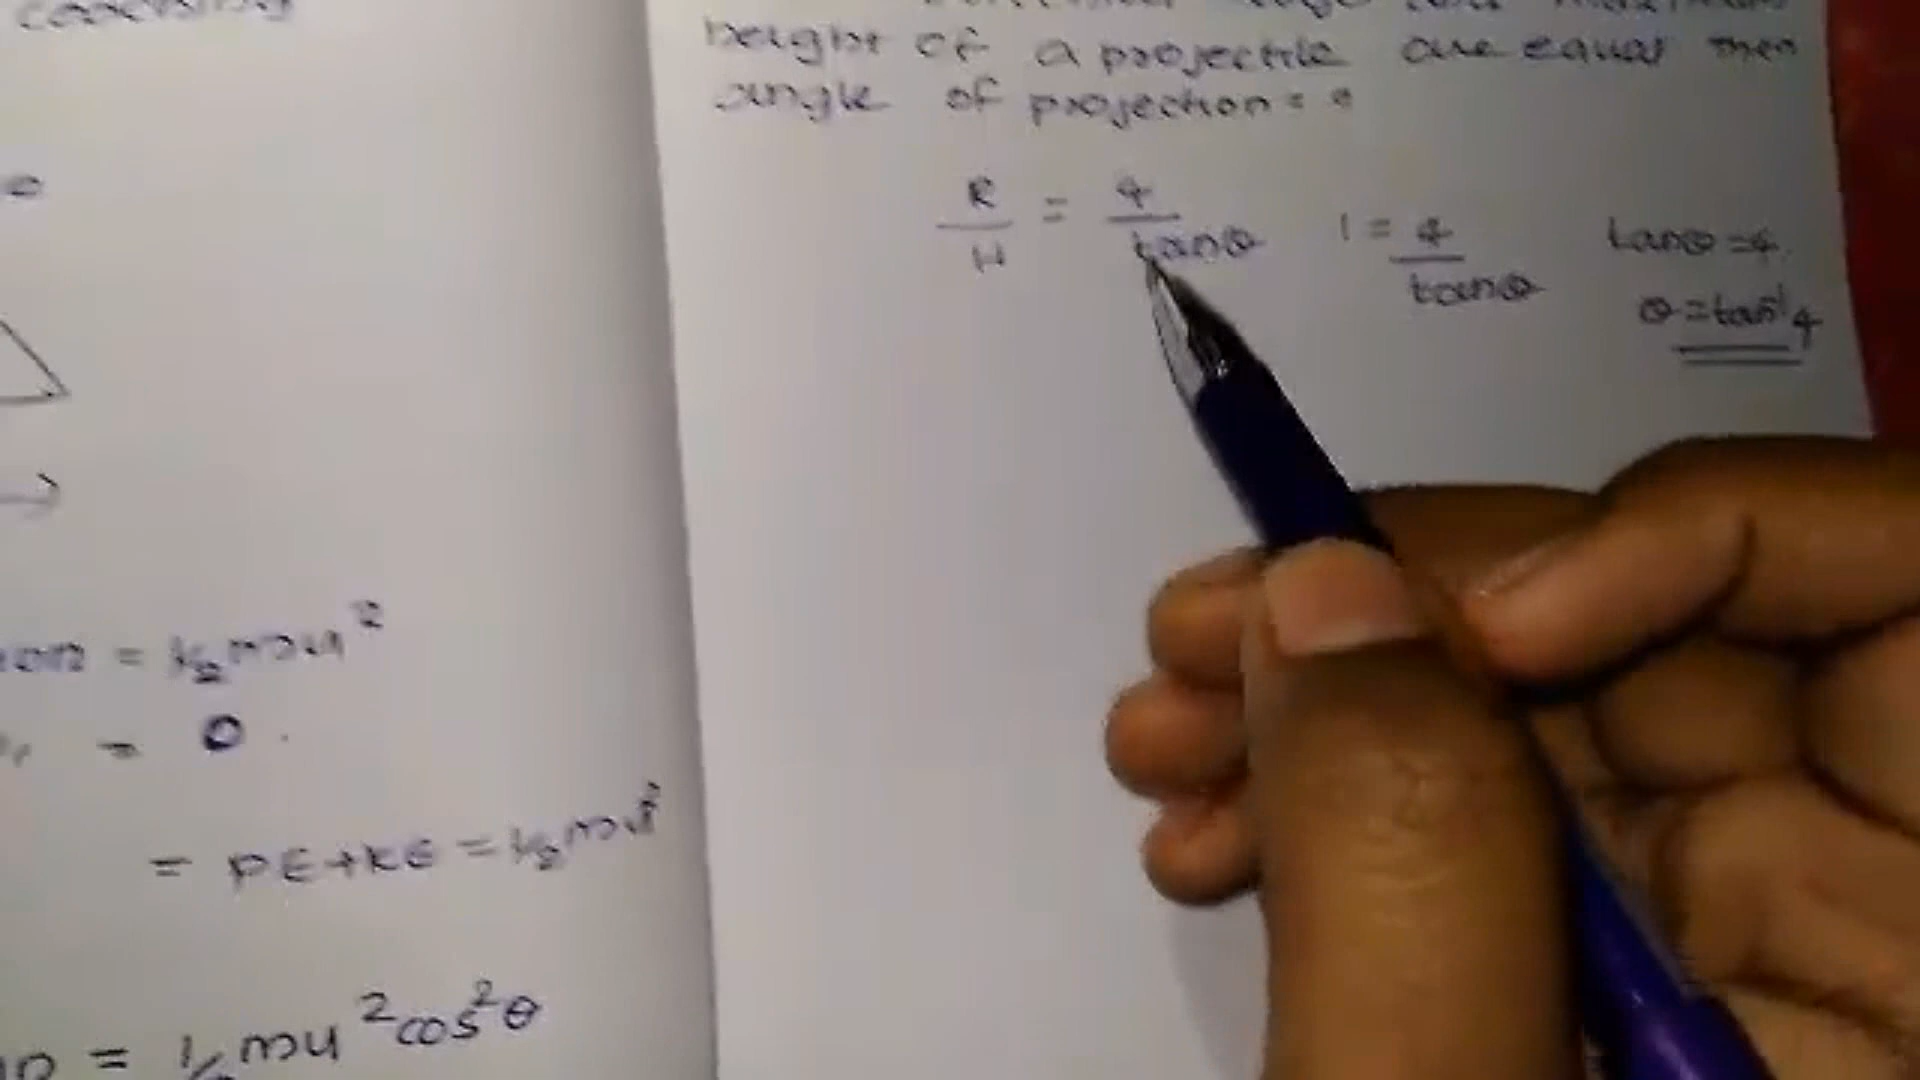 height of a projectile are equal then
angle of projection = θ
R/H = 4/tanθ 1 = 4/tanθ tanθ = 4
θ = tan⁻¹4
= ½mu²
= 0
= PE+KE = ½mu²
= ½mu²cos²θ